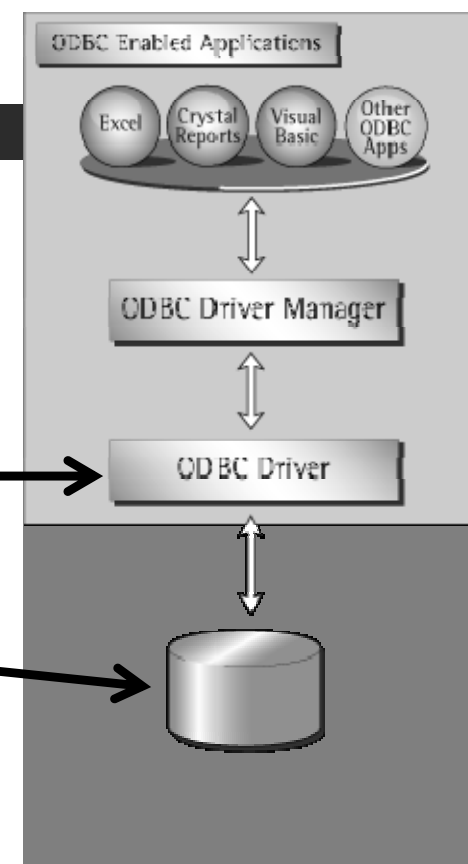 ODBC Enabled Applications
Excel
Crystal
Reports
Visual
Basic
Other
ODBC
Apps
ODBC Driver Manager
ODBC Driver